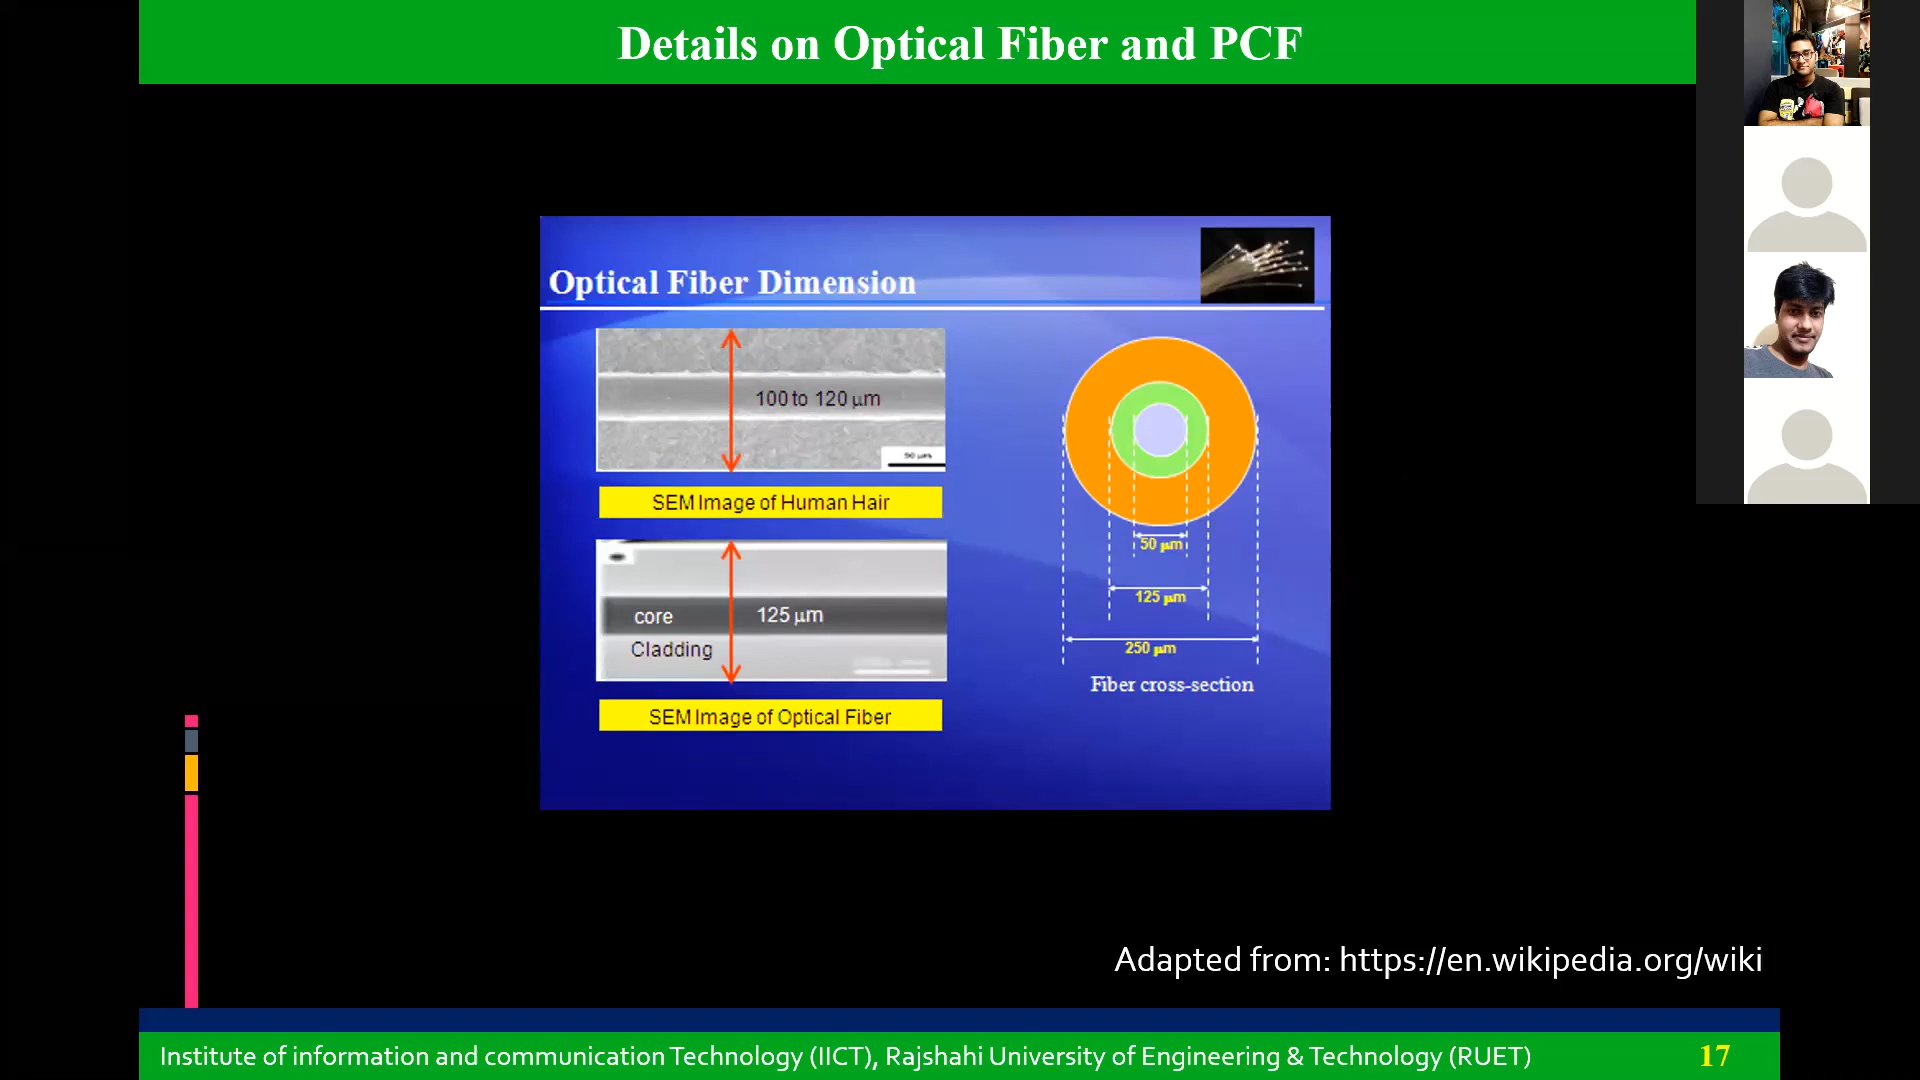 Details on Optical Fiber and PCF
Optical Fiber Dimension
100 to 120 μm
50 μm
SEM Image of Human Hair
core
125 μm
Cladding
SEM Image of Optical Fiber
50 μm
125 μm
250 μm
Fiber cross-section
Adapted from: https://en.wikipedia.org/wiki
Institute of information and communication Technology (IICT), Rajshahi University of Engineering & Technology (RUET)
17